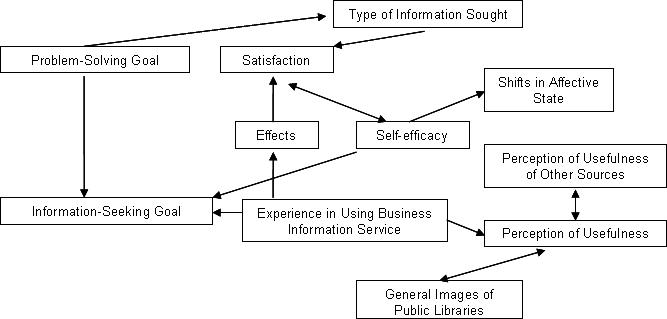 Type of Information Sought
Problem-Solving Goal
Satisfaction
Shifts in Affective
State
Effects
Self-efficacy
Perception of Usefulness
of Other Sources
Information-Seeking Goal
Experience in Using Business
Information Service
Perception of Usefulness
General Images of
Public Libraries